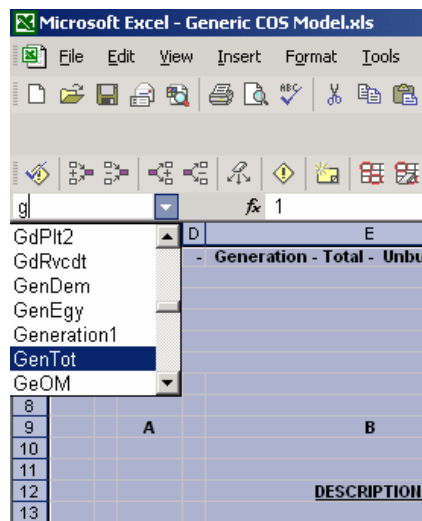 Microsoft Excel - Generic COS Model.xls
File Edit View Insert Format Tools
ABC
g fx 1
GdPlt2 D E
GdRvcdt - Generation - Total - Unbu
GenDem
GenEgy
Generation1
GenTot
GeOM
8
9 A B
10
11
12 DESCRIPTION
13